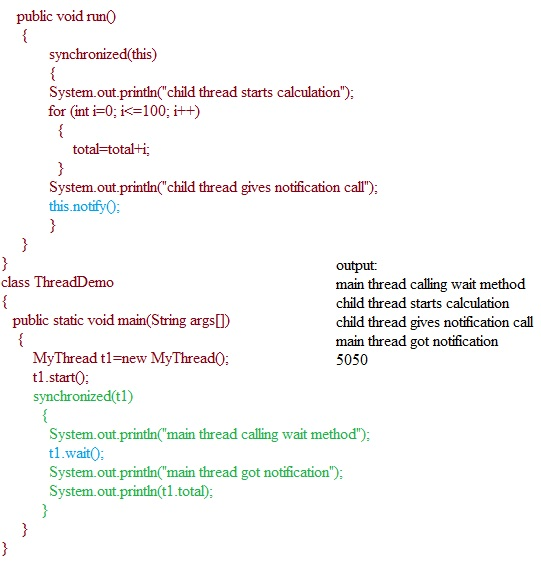 public void run()
{
synchronized(this)
{
System.out.println("child thread starts calculation");
for (int i=0; i<=100; i++)
{
total=total+i;
}
System.out.println("child thread gives notification call");
this.notify();
}
}
}
class ThreadDemo
{
public static void main(String args[])
{
MyThread t1=new MyThread();
t1.start();
synchronized(t1)
{
System.out.println("main thread calling wait method");
t1.wait();
System.out.println("main thread got notification");
System.out.println(t1.total);
}
}
}
output:
main thread calling wait method
child thread starts calculation
child thread gives notification call
main thread got notification
5050